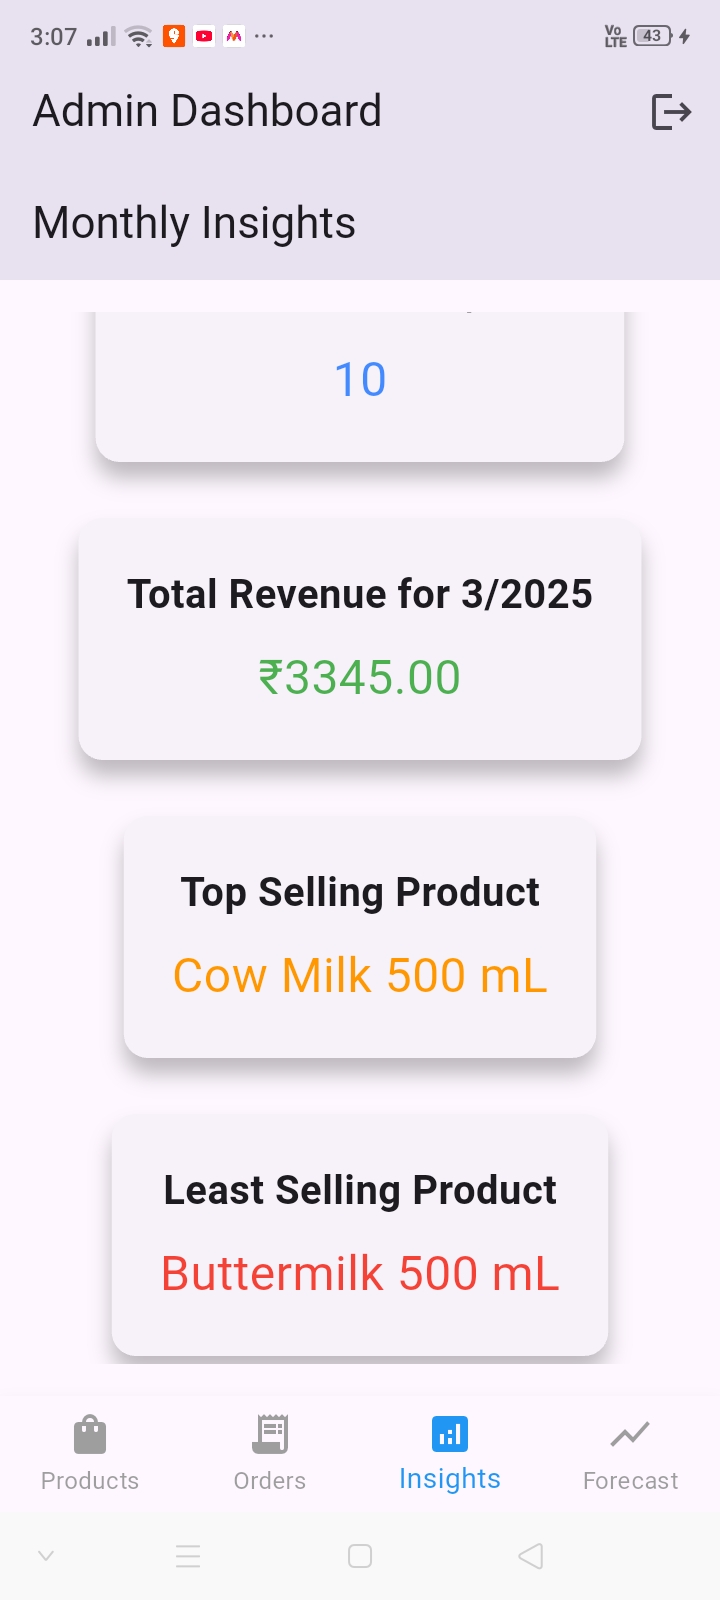 3:07
Vo
LTE
43
Admin Dashboard
Monthly Insights
10
Total Revenue for 3/2025
₹3345.00
Top Selling Product
Cow Milk 500 mL
Least Selling Product
Buttermilk 500 mL
Products
Orders
Insights
Forecast